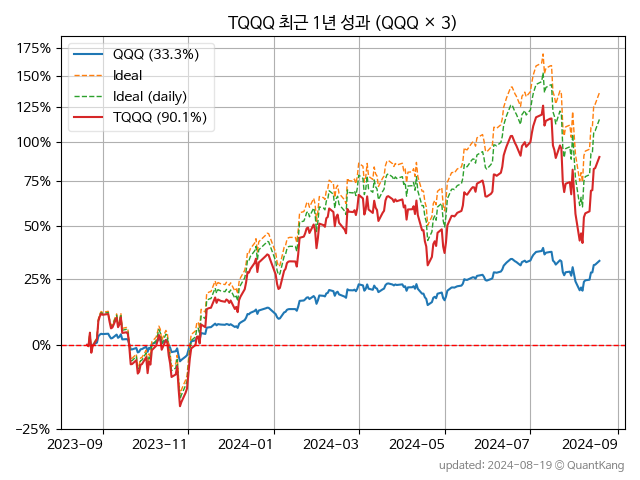 TQQQ 최근 1년 성과 (QQQ × 3)
175%
150%
125%
100%
75%
50%
25%
0%
−25%
QQQ (33.3%)
Ideal
Ideal (daily)
TQQQ (90.1%)
2023−09
2023−11
2024−01
2024−03
2024−05
2024−07
2024−09
updated: 2024-08-19 © QuantKang